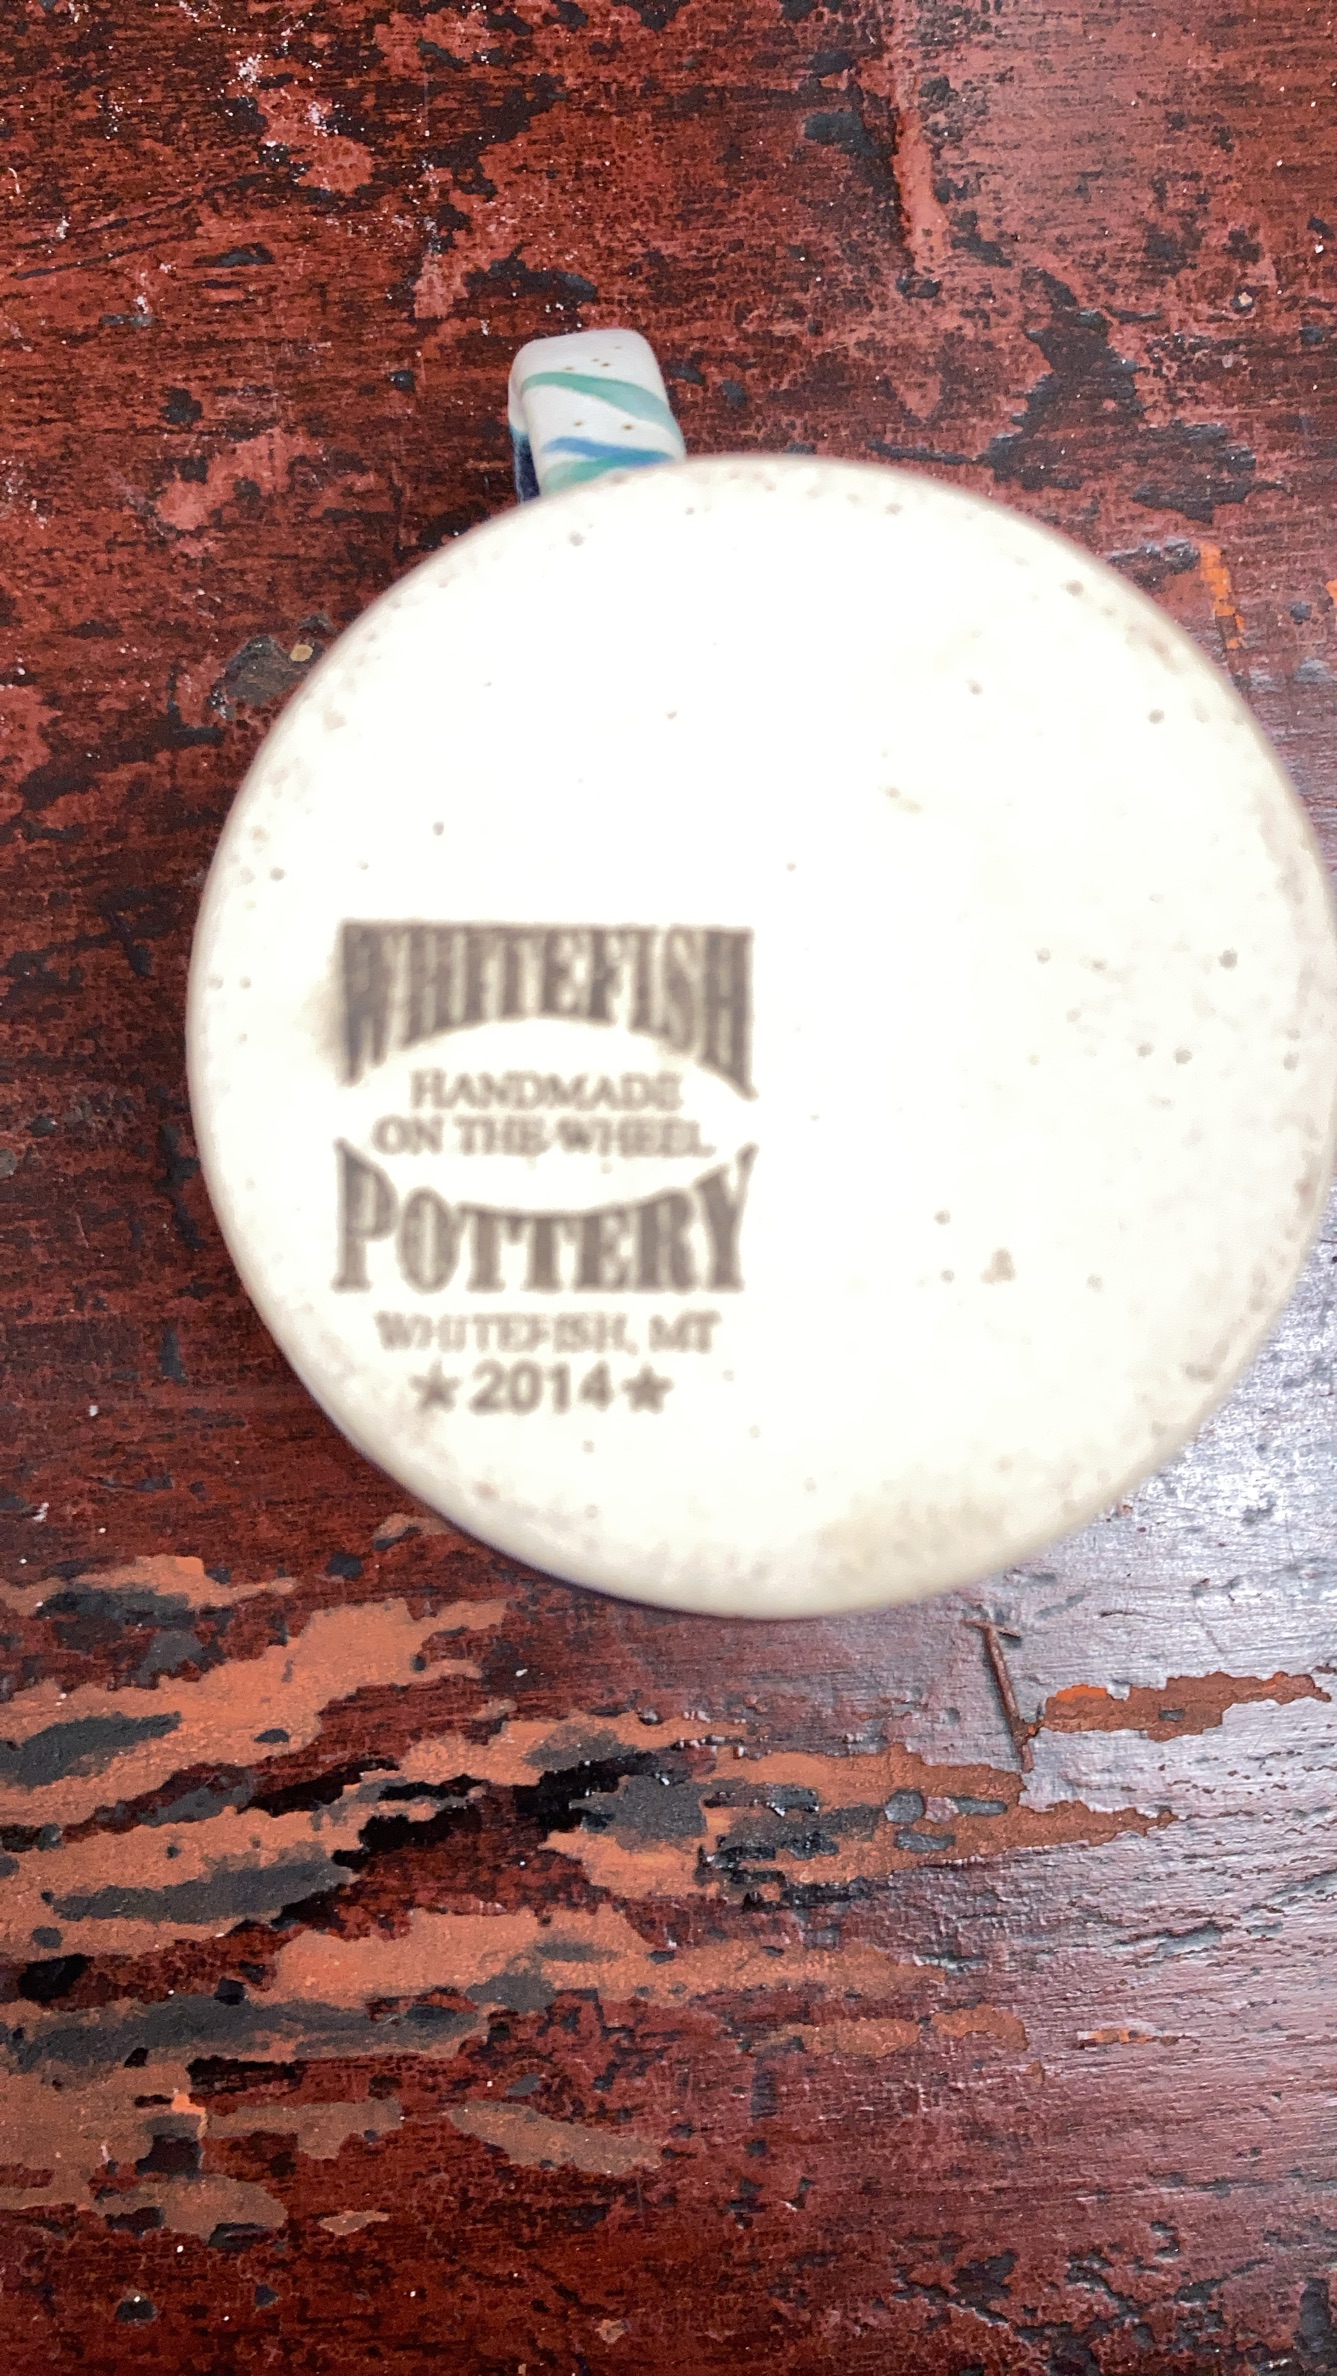 WHITEFISH
HANDMADE
ON THE WHEEL
POTTERY
WHITEFISH, MT
★2014★